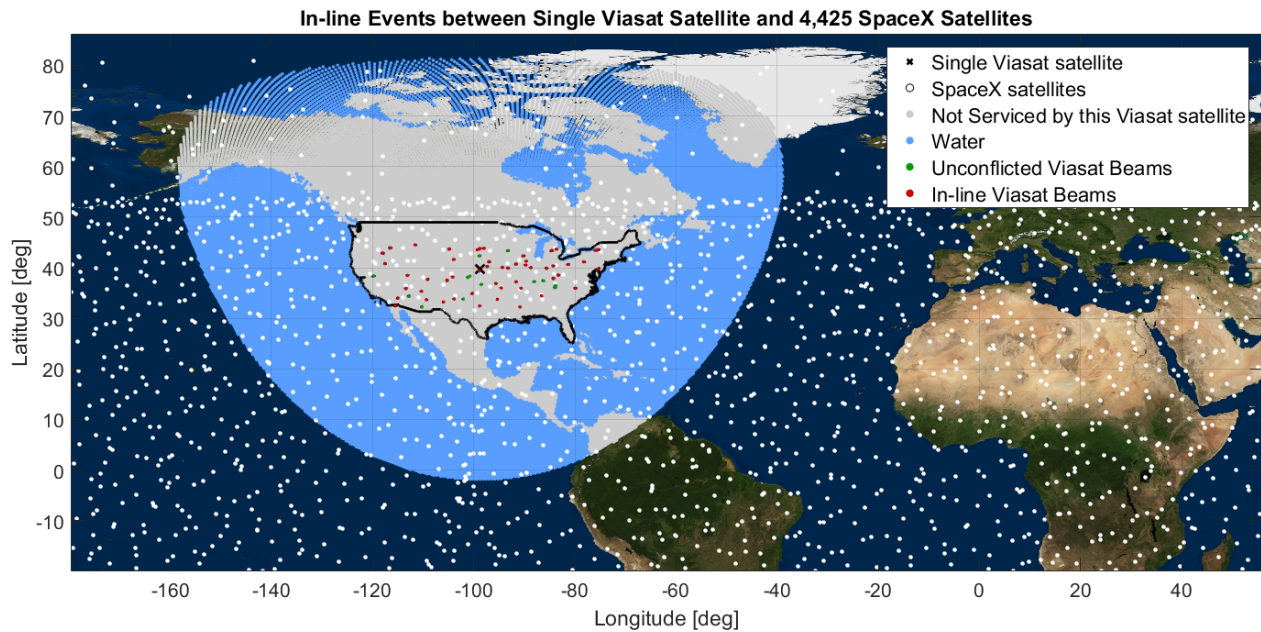 In-line Events between Single Viasat Satellite and 4,425 SpaceX Satellites
Single Viasat satellite
SpaceX satellites
Not Serviced by this Viasat satellite
Water
Unconflicted Viasat Beams
In-line Viasat Beams
Latitude [deg]
80
70
60
50
40
30
20
10
0
-10
-160
-140
-120
-100
-80
-60
-40
-20
0
20
40
Longitude [deg]